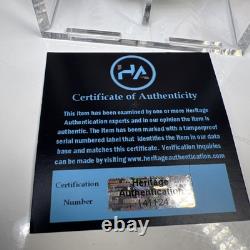 HA
Certificate of Authenticity
This item has been examined by one or more Heritage
Authentication experts and in our opinion the item is
authentic. The item has been marked with a tamperproof
serial numbered label that identifies the item in our data
base and matches this certificate. Verification inquiries
can be made by visiting www.heritageauthentication.com
Certification
Number
Heritage
Authentication
141124